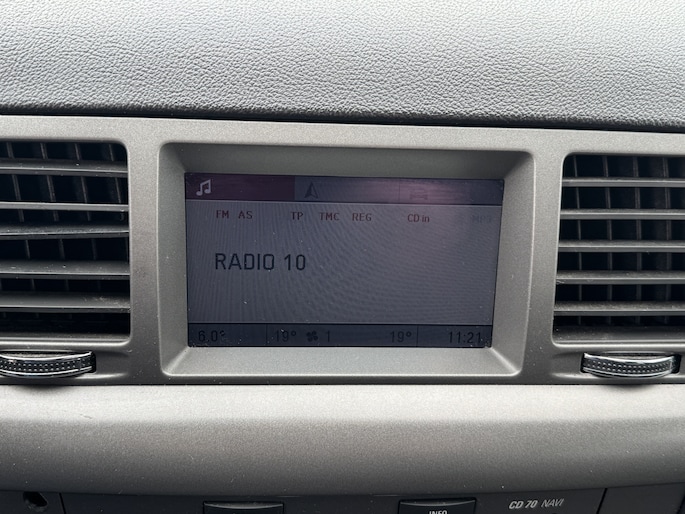 FM AS TP TMC REG CD in
RADIO 10
6.0° 19° 1 19° 11:21
CD 70 NAVI
INFO